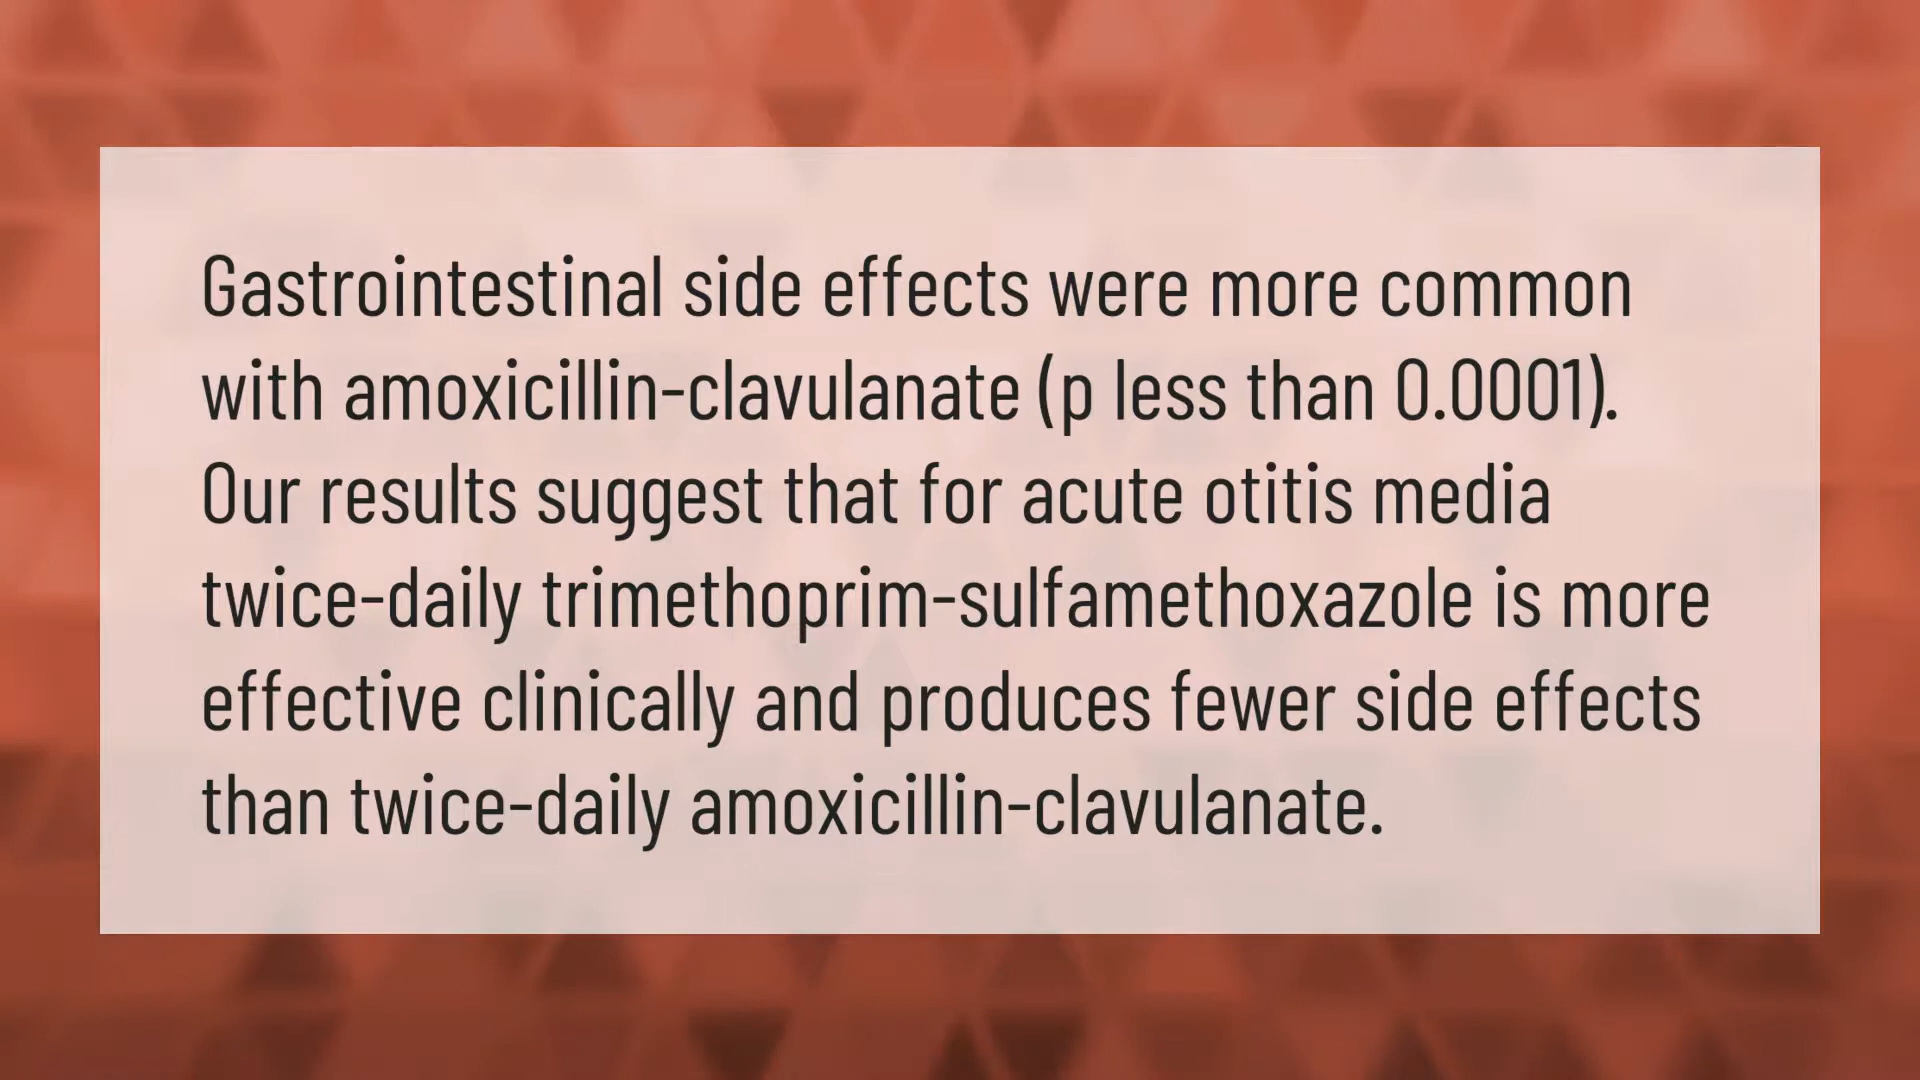 Gastrointestinal side effects were more common
with amoxicillin-clavulanate (p less than 0.0001).
Our results suggest that for acute otitis media
twice-daily trimethoprim-sulfamethoxazole is more
effective clinically and produces fewer side effects
than twice-daily amoxicillin-clavulanate.